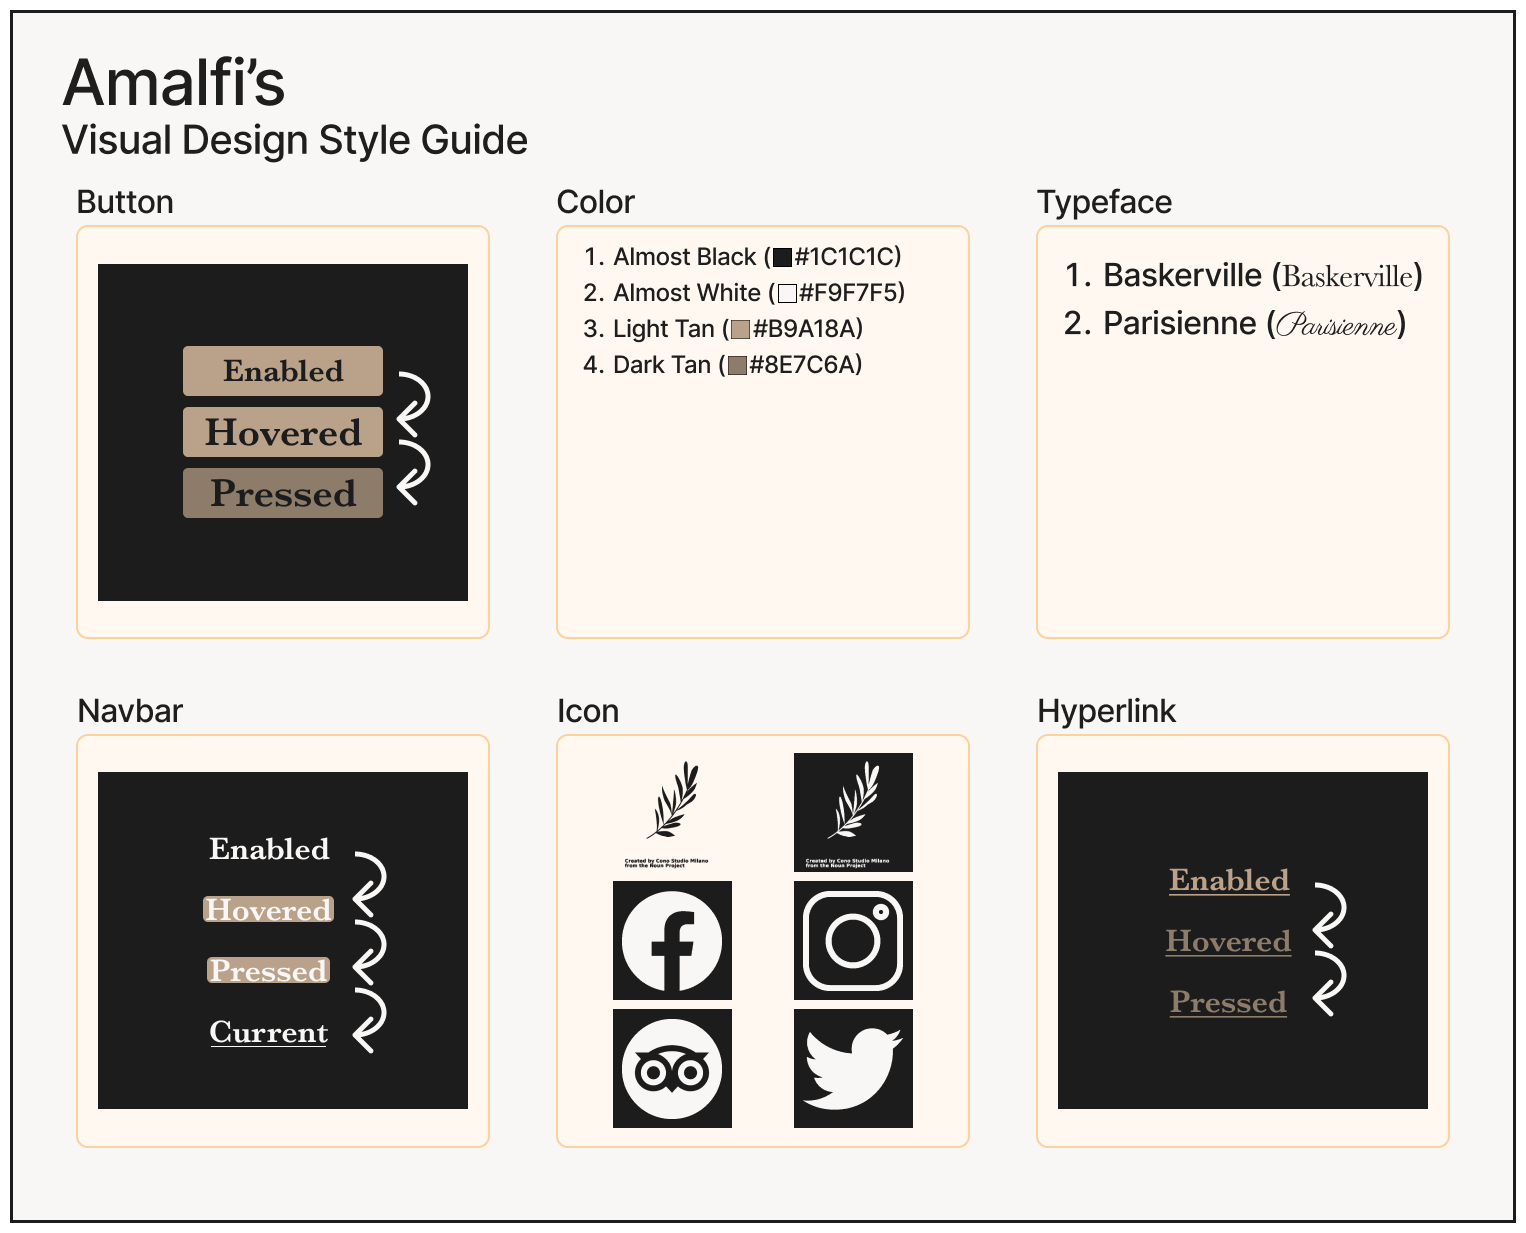 Amalfi’s
Visual Design Style Guide
Button
Enabled
Hovered
Pressed
Color
1. Almost Black (#1C1C1C)
2. Almost White (#F9F7F5)
3. Light Tan (#B9A18A)
4. Dark Tan (#8E7C6A)
Typeface
1. Baskerville (Baskerville)
2. Parisienne (Parisienne)
Navbar
Enabled
Hovered
Pressed
Current
Icon
Created by Cono Studio Milano
from the Noun Project
Created by Cono Studio Milano
from the Noun Project
Hyperlink
Enabled
Hovered
Pressed